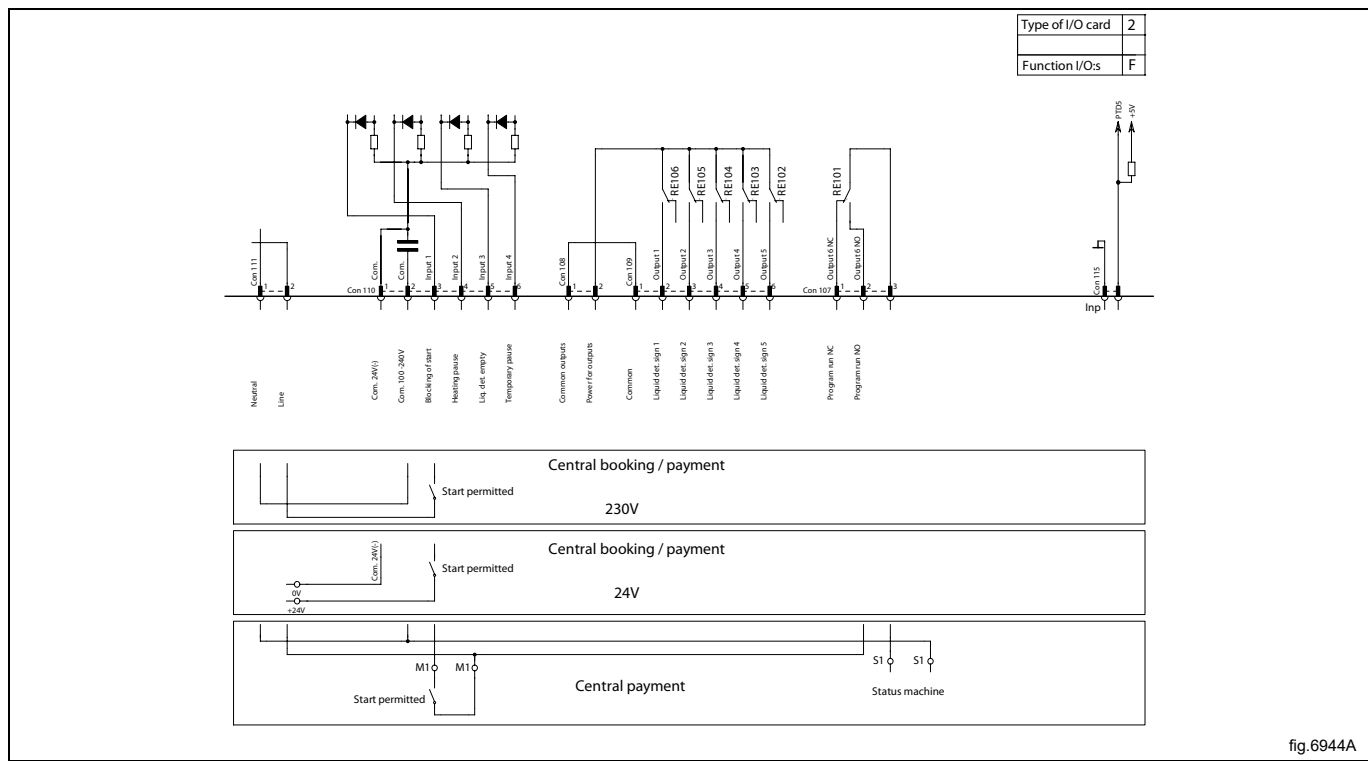 Type of I/O card 2
Function I/O:s F
PTD5
+5V
RE106
RE105
RE104
RE103
RE102
RE101
Con 111
1
2
Com.
Com.
Input 1
Input 2
Input 3
Input 4
Con 110
1
2
3
4
5
6
Con 108
1
2
Con 109
1
2
3
4
5
6
Output 1
Output 2
Output 3
Output 4
Output 5
Output 6 NC
Output 6 NO
Con 107
1
2
3
Con 115
1
Inp
Neutral
Line
Com. 24V(-)
Com. 100 -240V
Blocking of start
Heating pause
Liq. det. empty
Temporary pause
Common outputs
Power for outputs
Common
Liquid det. sign 1
Liquid det. sign 2
Liquid det. sign 3
Liquid det. sign 4
Liquid det. sign 5
Program run NC
Program run NO
Central booking / payment
Start permitted
230V
Central booking / payment
Com. 24V(-)
Start permitted
0V
+24V
24V
M1
M1
S1
S1
Start permitted
Central payment
Status machine
fig.6944A